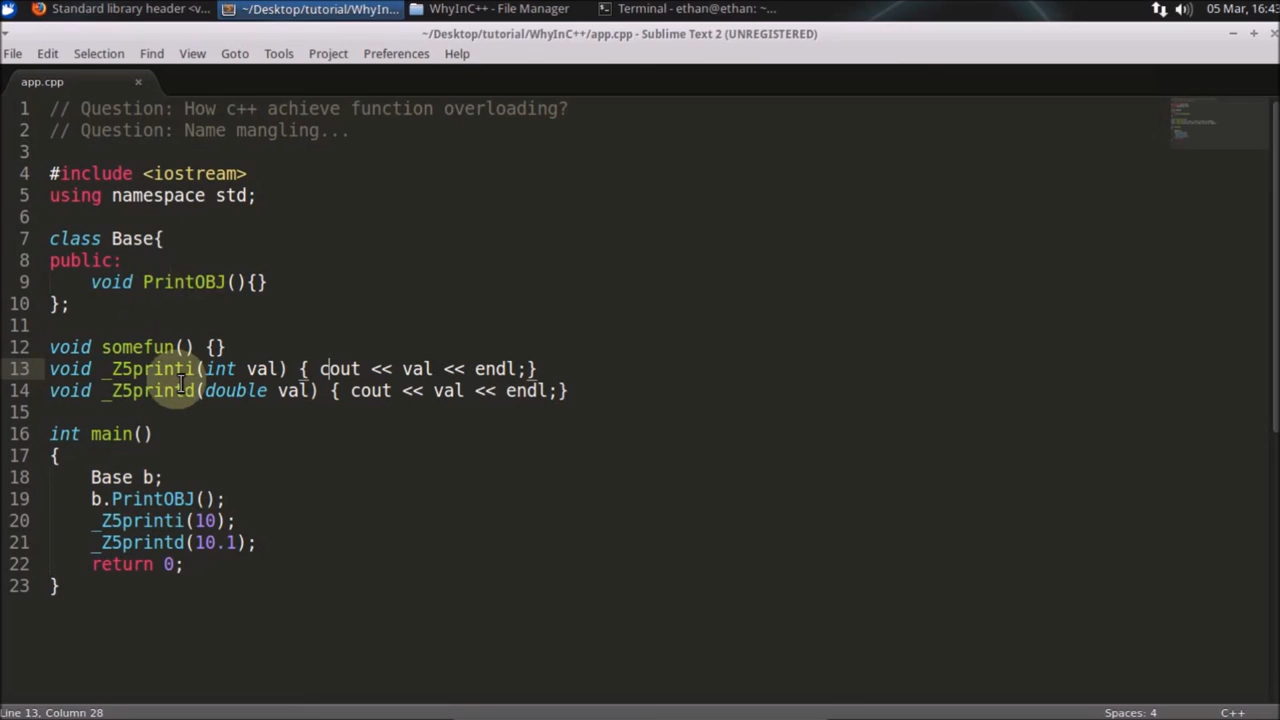 Standard library header <v... ~/Desktop/tutorial/WhyIn... WhyInC++ - File Manager Terminal - ethan@ethan: ~... 05 Mar, 16:43
~/Desktop/tutorial/WhyInC++/app.cpp - Sublime Text 2 (UNREGISTERED)
File Edit Selection Find View Goto Tools Project Preferences Help
app.cpp ×
1 // Question: How c++ achieve function overloading?
2 // Question: Name mangling...
3
4 #include <iostream>
5 using namespace std;
6
7 class Base{
8 public:
9 void PrintOBJ(){}
10 };
11
12 void somefun() {}
13 void _Z5printi(int val) { cout << val << endl;}
14 void _Z5printd(double val) { cout << val << endl;}
15
16 int main()
17 {
18 Base b;
19 b.PrintOBJ();
20 _Z5printi(10);
21 _Z5printd(10.1);
22 return 0;
23 }
Line 13, Column 28 Spaces: 4 C++